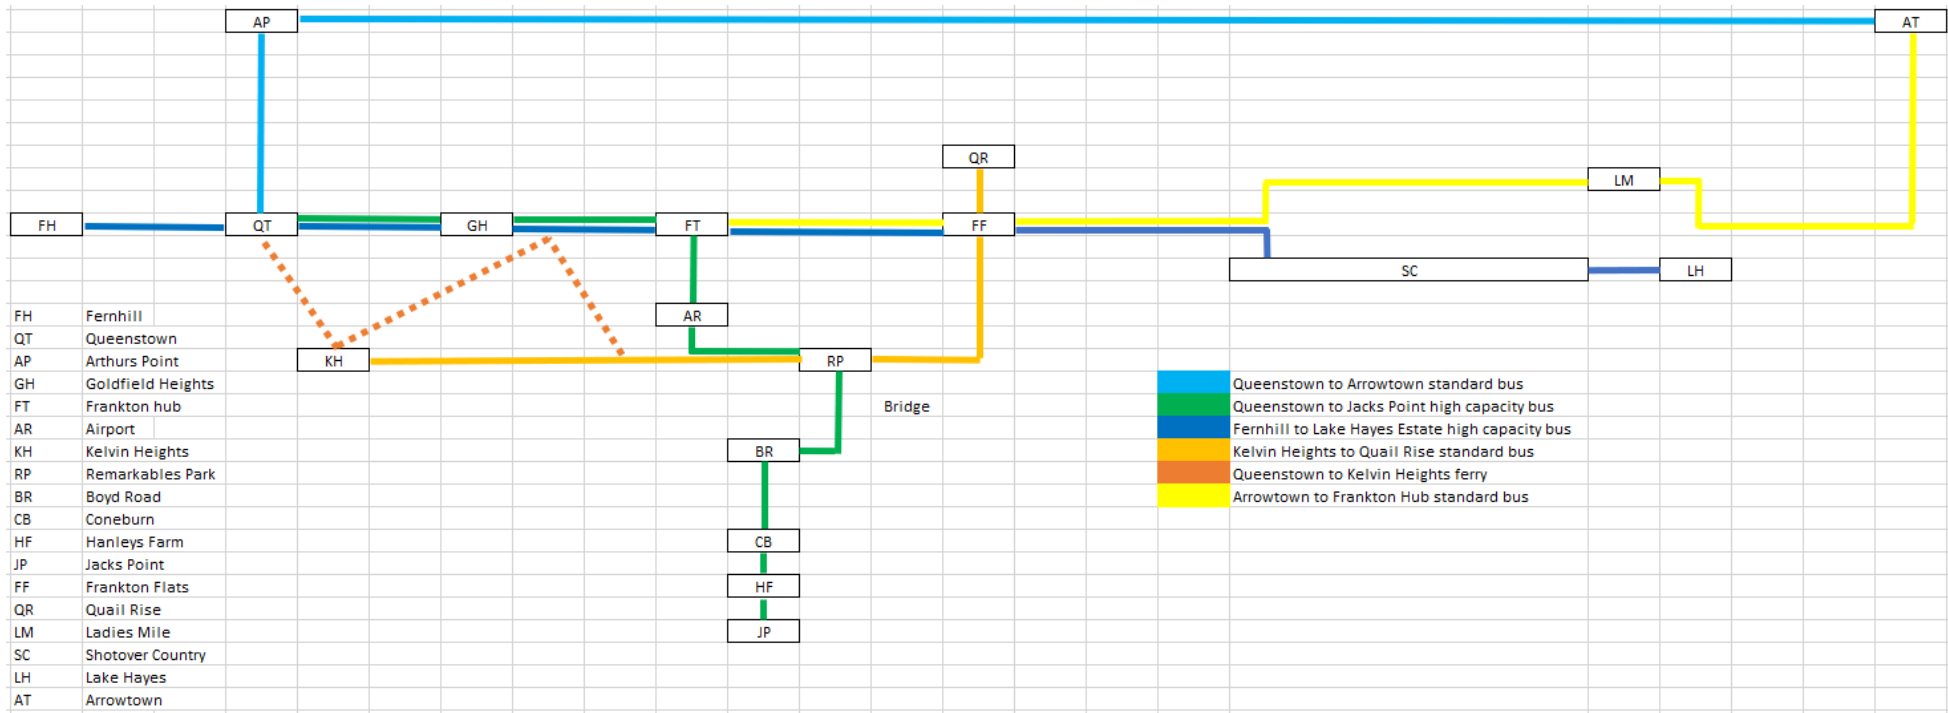 AP
AT
QR
LM
FH
QT
GH
FT
FF
SC
LH
AR
KH
RP
BR
CB
HF
JP
Bridge
FH Fernhill
QT Queenstown
AP Arthurs Point
GH Goldfield Heights
FT Frankton hub
AR Airport
KH Kelvin Heights
RP Remarkables Park
BR Boyd Road
CB Coneburn
HF Hanleys Farm
JP Jacks Point
FF Frankton Flats
QR Quail Rise
LM Ladies Mile
SC Shotover Country
LH Lake Hayes
AT Arrowtown
Queenstown to Arrowtown standard bus
Queenstown to Jacks Point high capacity bus
Fernhill to Lake Hayes Estate high capacity bus
Kelvin Heights to Quail Rise standard bus
Queenstown to Kelvin Heights ferry
Arrowtown to Frankton Hub standard bus